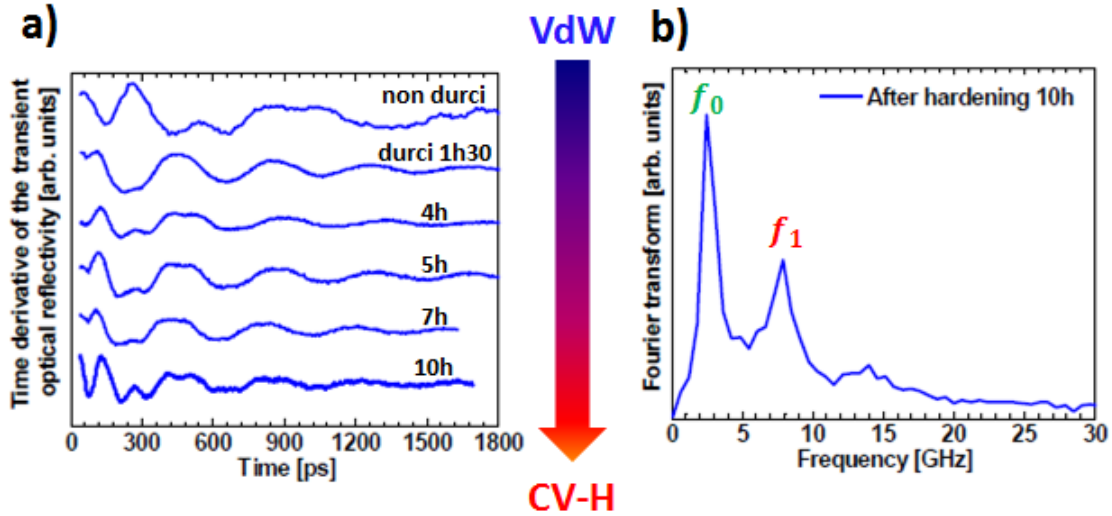 a)
VdW
b)
Time derivative of the transient
optical reflectivity [arb. units]
non durci
durci 1h30
4h
5h
7h
10h
0 300 600 900 1200 1500 1800
Time [ps]
CV-H
Fourier transform [arb. units]
f0
f1
After hardening 10h
0 5 10 15 20 25 30
Frequency [GHz]